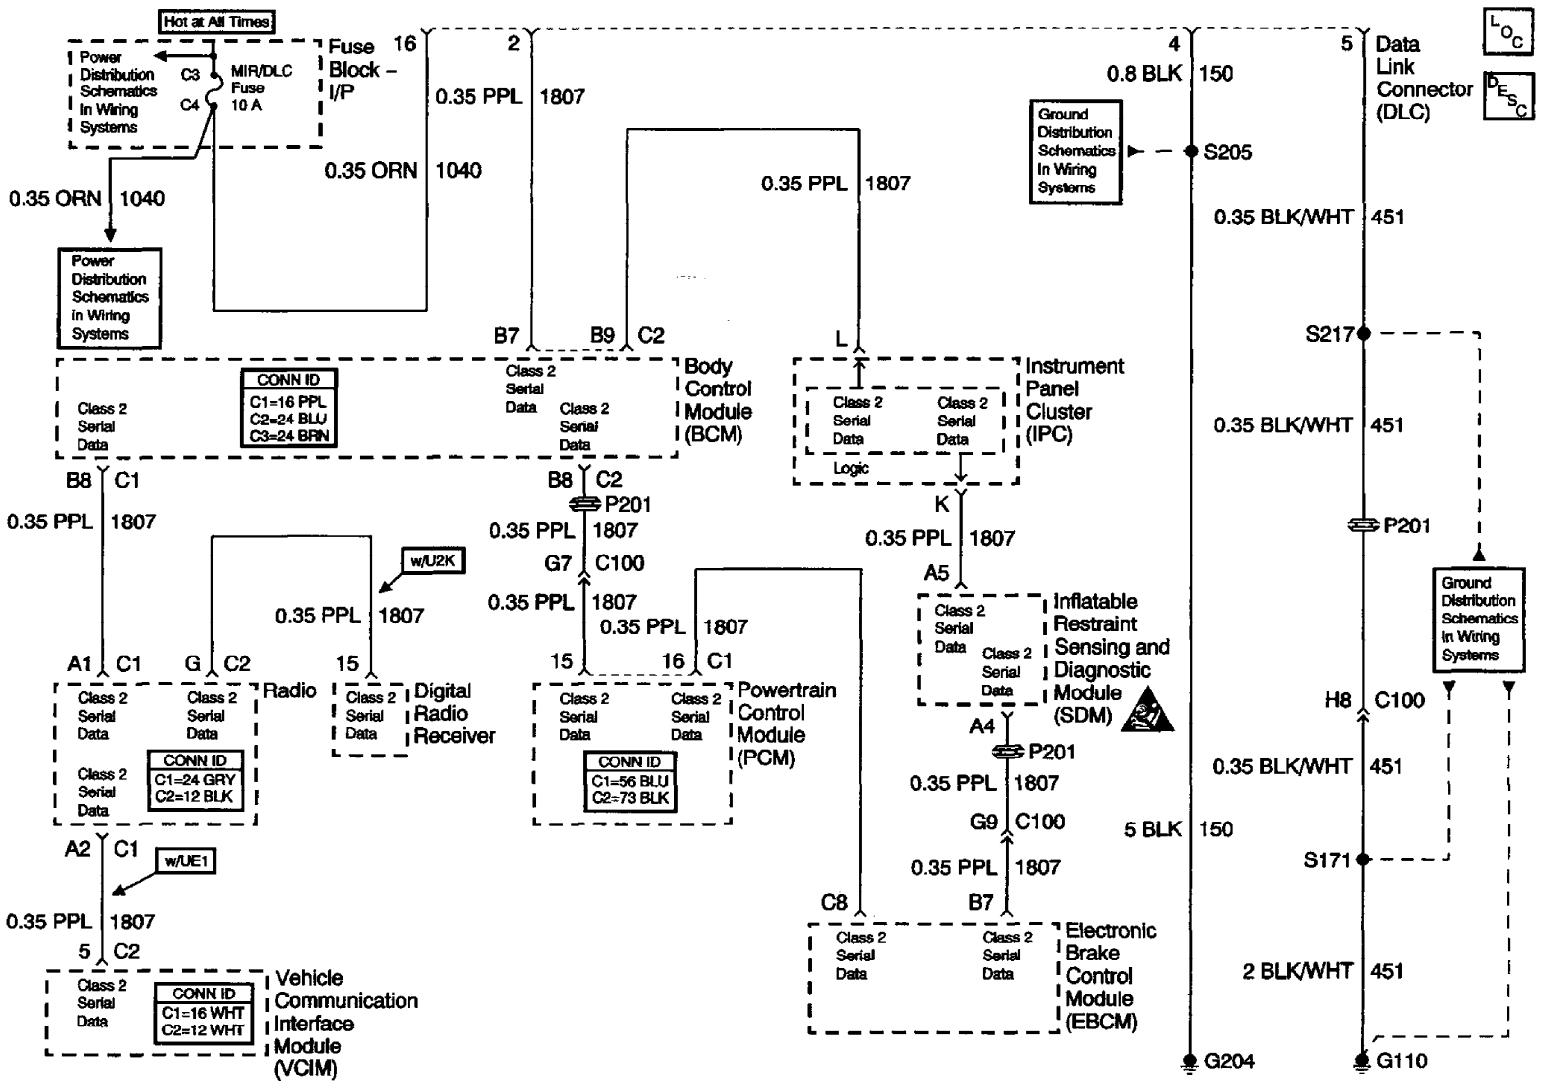 Hot at All Times
Power
Distribution
Schematics
In Wiring
Systems
C3
C4
MIR/DLC
Fuse
10 A
Fuse
Block –
I/P
16
2
4
5
Data
Link
Connector
(DLC)
L
O
C
D
E
S
C
0.35 PPL 1807
0.8 BLK 150
Ground
Distribution
Schematics
In Wiring
Systems
S205
0.35 ORN 1040
0.35 ORN 1040
0.35 PPL 1807
0.35 BLK/WHT 451
Power
Distribution
Schematics
in Wiring
Systems
S217
B7
B9 C2
L
Class 2
Serial
Data
CONN ID
C1=16 PPL
C2=24 BLU
C3=24 BRN
Class 2
Serial
Data
Class 2
Serial
Data
Body
Control
Module
(BCM)
Class 2
Serial
Data
Class 2
Serial
Data
Logic
Instrument
Panel
Cluster
(IPC)
0.35 BLK/WHT 451
B8 C1
B8 C2
P201
K
0.35 PPL 1807
0.35 PPL 1807
0.35 PPL 1807
P201
w/U2K
G7 C100
A5
0.35 PPL 1807
0.35 PPL 1807
0.35 PPL 1807
Class 2
Serial
Data
Class 2
Serial
Data
Inflatable
Restraint
Sensing and
Diagnostic
Module
(SDM)
Ground
Distribution
Schematics
In Wiring
Systems
A1 C1
G C2
15
15
16 C1
Class 2
Serial
Data
Class 2
Serial
Data
Class 2
Serial
Data
CONN ID
C1=24 GRY
C2=12 BLK
Radio
Class 2
Serial
Data
Digital
Radio
Receiver
Class 2
Serial
Data
Class 2
Serial
Data
CONN ID
C1=56 BLU
C2=73 BLK
Powertrain
Control
Module
(PCM)
A4
P201
H8 C100
0.35 PPL 1807
0.35 BLK/WHT 451
G9 C100
5 BLK 150
A2 C1
w/UE1
0.35 PPL 1807
S171
C8
B7
0.35 PPL 1807
5 C2
Class 2
Serial
Data
CONN ID
C1=16 WHT
C2=12 WHT
Vehicle
Communication
Interface
Module
(VCIM)
Class 2
Serial
Data
Class 2
Serial
Data
Electronic
Brake
Control
Module
(EBCM)
2 BLK/WHT 451
G204
G110